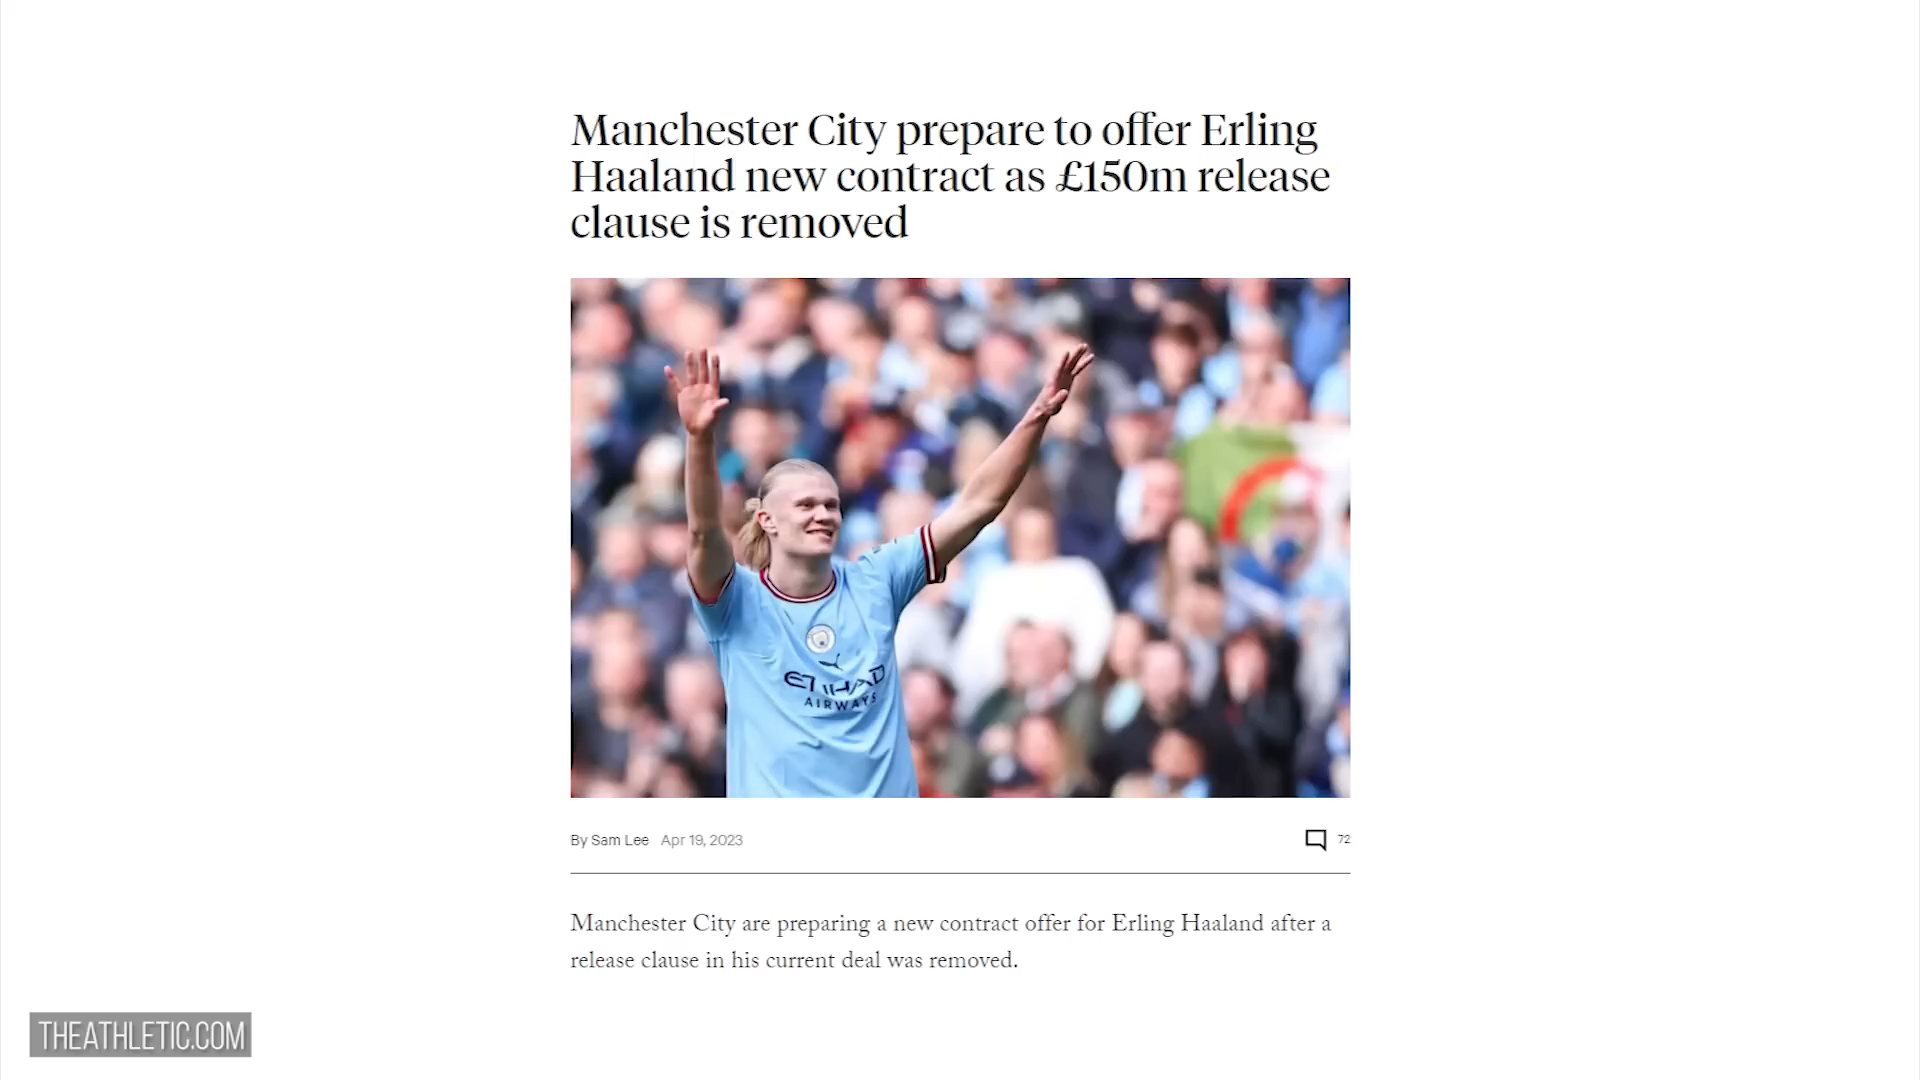 Manchester City prepare to offer Erling
Haaland new contract as £150m release
clause is removed
ETIHAD
AIRWAYS
By Sam Lee Apr 19, 2023
72
Manchester City are preparing a new contract offer for Erling Haaland after a
release clause in his current deal was removed.
THEATHLETIC.COM